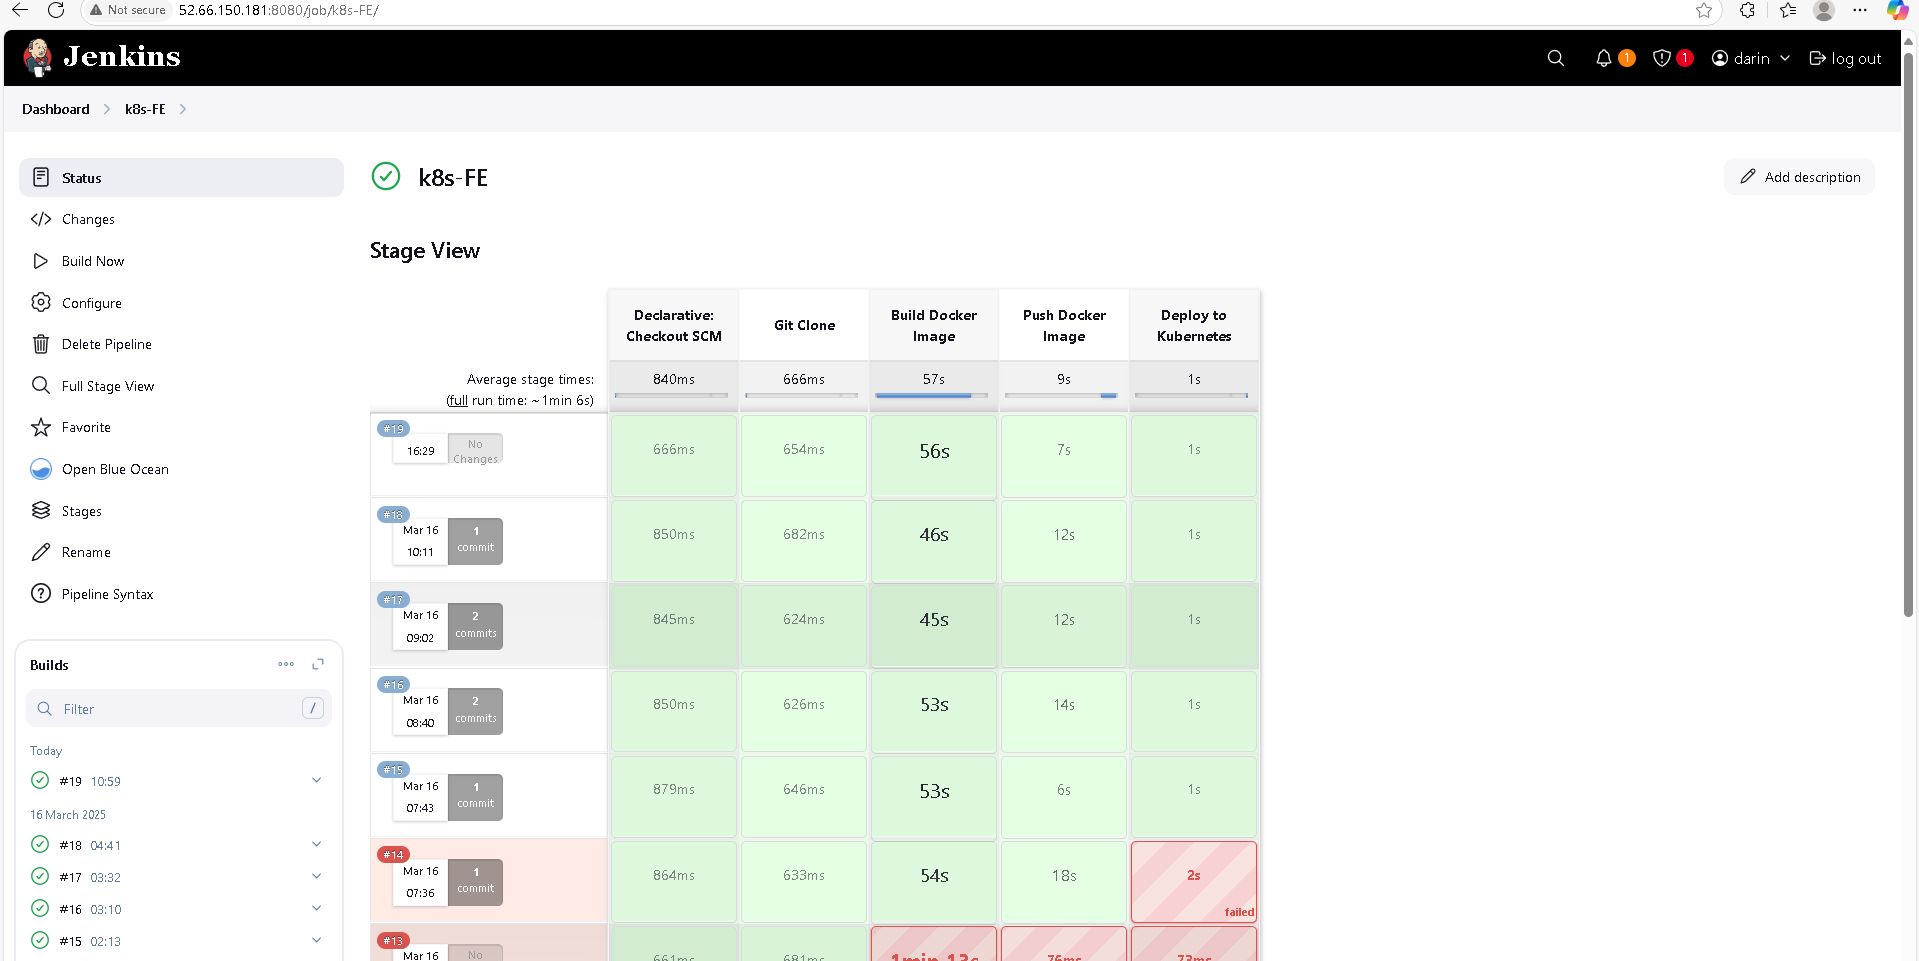 Not secure 52.66.150.181:8080/job/k8s-FE/
Jenkins
1
1
darin
log out
Dashboard
k8s-FE
Status
Changes
Build Now
Configure
Delete Pipeline
Full Stage View
Favorite
Open Blue Ocean
Stages
Rename
Pipeline Syntax
Builds
Filter
/
Today
#19 10:59
16 March 2025
#18 04:41
#17 03:32
#16 03:10
#15 02:13
k8s-FE
Add description
Stage View
Declarative:
Checkout SCM
Git Clone
Build Docker
Image
Push Docker
Image
Deploy to
Kubernetes
Average stage times:
(full run time: ~1min 6s)
840ms
666ms
57s
9s
1s
#19
16:29
No
Changes
666ms
654ms
56s
7s
1s
#18
Mar 16
10:11
1
commit
850ms
682ms
46s
12s
1s
#17
Mar 16
09:02
2
commits
845ms
624ms
45s
12s
1s
#16
Mar 16
08:40
2
commits
850ms
626ms
53s
14s
1s
#15
Mar 16
07:43
1
commit
879ms
646ms
53s
6s
1s
#14
Mar 16
07:36
1
commit
864ms
633ms
54s
18s
2s
failed
#13
Mar 16
No
661ms
681ms
1min 13s
76ms
73ms